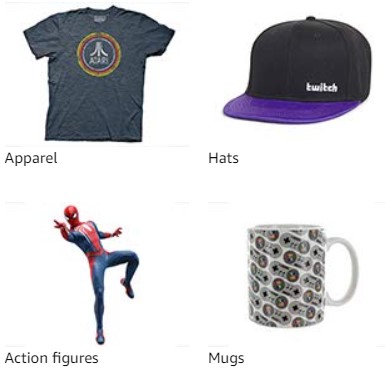 ATARI
twitch
Apparel
Hats
Action figures
Mugs